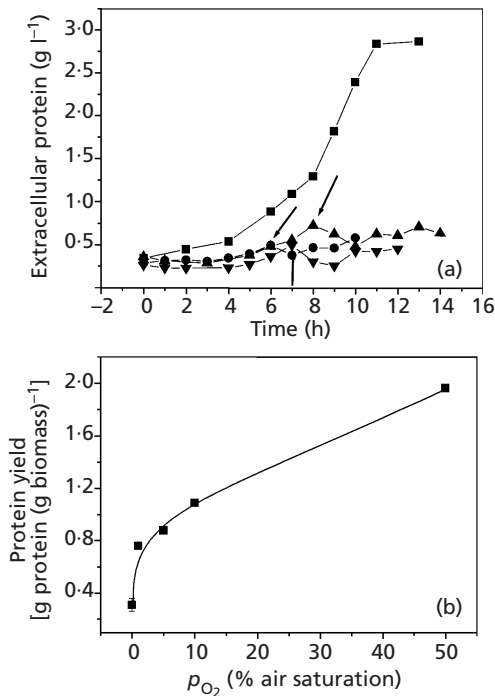 3·0
2·5
2·0
1·5
1·0
0·5
Extracellular protein (g l⁻¹)
(a)
−2 0 2 4 6 8 10 12 14 16
Time (h)
2·0
1·6
1·2
0·8
0·4
Protein yield
[g protein (g biomass)⁻¹]
(b)
0 10 20 30 40 50
pO₂ (% air saturation)